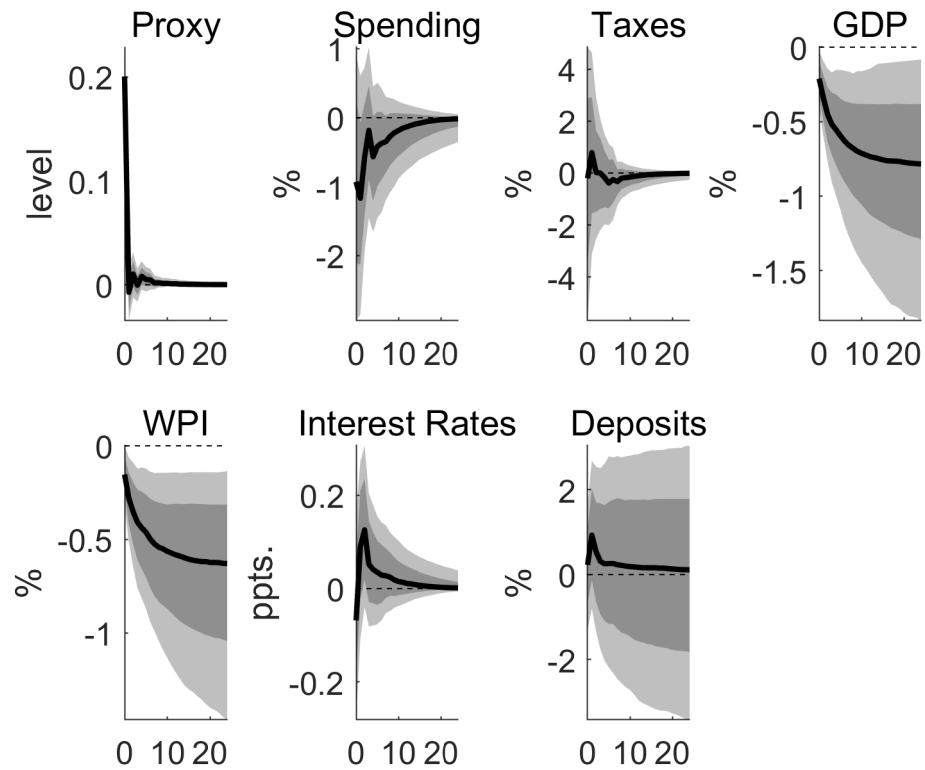 Proxy Spending Taxes GDP
0.2 0.1 0 level 0 10 20
1 0 -1 -2 % 0 10 20
4 2 0 -2 -4 % 0 10 20
0 -0.5 -1 -1.5 % 0 10 20
WPI Interest Rates Deposits
0 -0.5 -1 % 0 10 20
0.2 0 -0.2 ppts. 0 10 20
2 0 -2 % 0 10 20